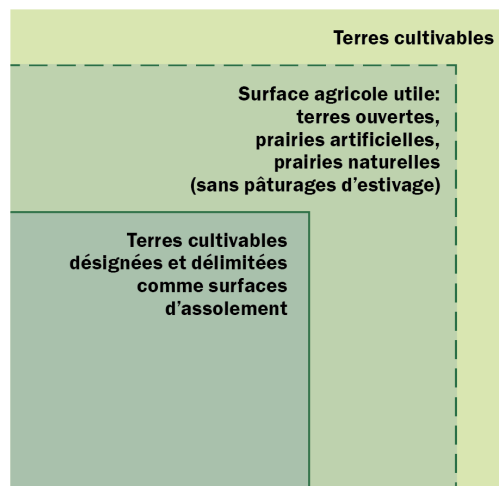 Terres cultivables
Surface agricole utile:
terres ouvertes,
prairies artificielles,
prairies naturelles
(sans pâturages d’estivage)
Terres cultivables
désignées et délimitées
comme surfaces
d’assolement